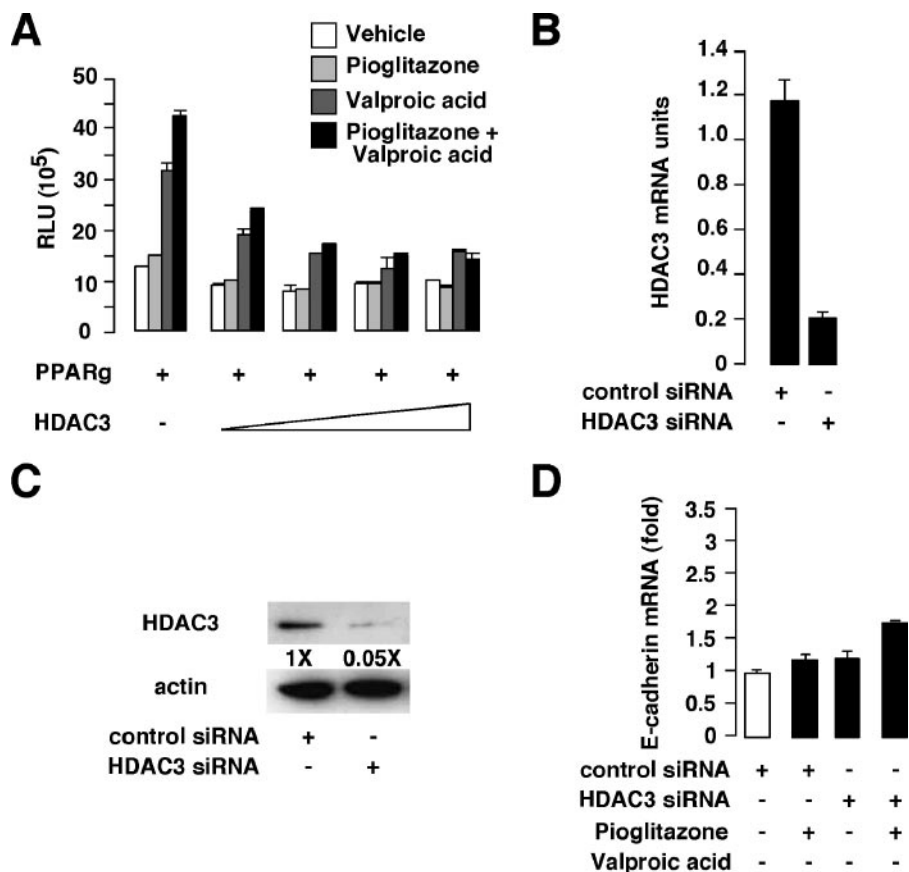 A
Vehicle
Pioglitazone
Valproic acid
Pioglitazone +
Valproic acid
RLU (10⁵)
50
40
30
20
10
0
PPARg + + + + +
HDAC3 -
B
HDAC3 mRNA units
1.4
1.2
1.0
0.8
0.6
0.4
0.2
0
control siRNA + -
HDAC3 siRNA - +
C
HDAC3
1X 0.05X
actin
control siRNA + -
HDAC3 siRNA - +
D
E-cadherin mRNA (fold)
3.5
3
2.5
2
1.5
1
0.5
0
control siRNA + + - -
HDAC3 siRNA - - + +
Pioglitazone - + - +
Valproic acid - - - -